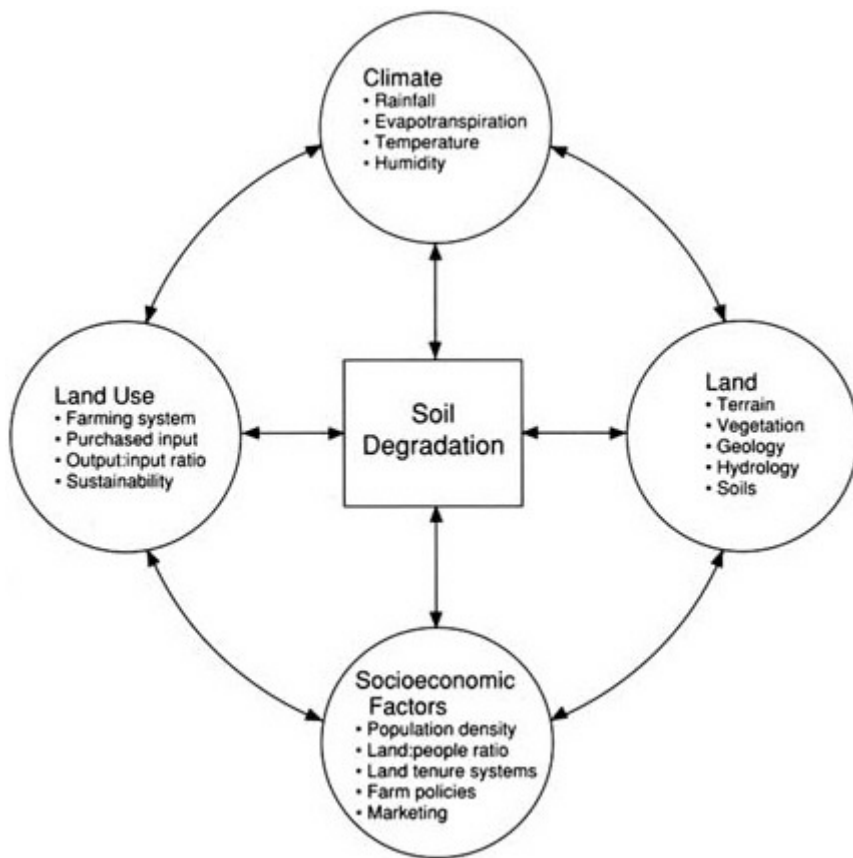 Climate
• Rainfall
• Evapotranspiration
• Temperature
• Humidity
Land Use
• Farming system
• Purchased input
• Output:input ratio
• Sustainability
Soil
Degradation
Land
• Terrain
• Vegetation
• Geology
• Hydrology
• Soils
Socioeconomic
Factors
• Population density
• Land:people ratio
• Land tenure systems
• Farm policies
• Marketing